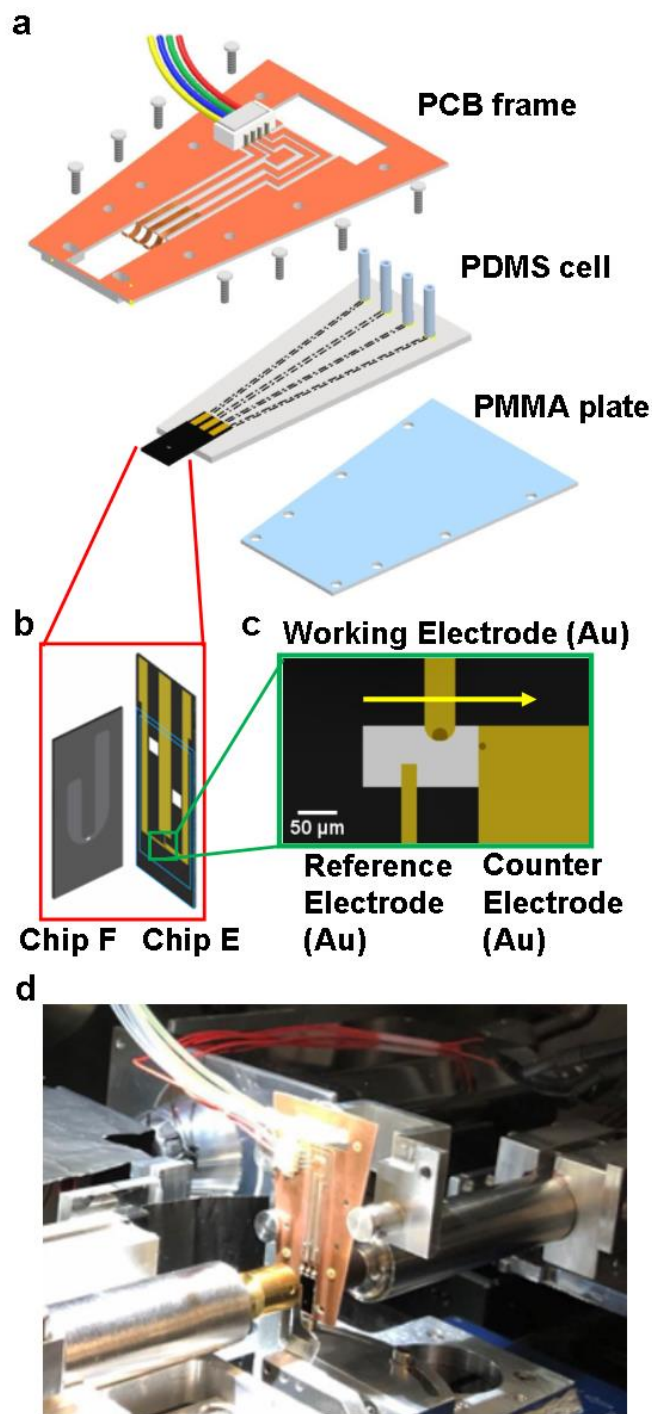 a
PCB frame
PDMS cell
PMMA plate
b
c
Working Electrode (Au)
50 µm
Reference
Electrode
(Au)
Counter
Electrode
(Au)
Chip F
Chip E
d